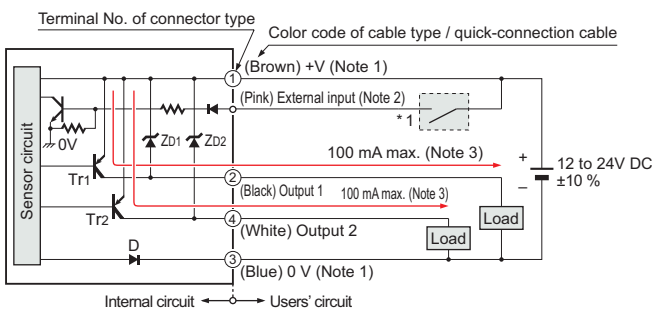 Terminal No. of connector type
Color code of cable type / quick-connection cable
1 (Brown) +V (Note 1)
(Pink) External input (Note 2)
* 1
0V
ZD1 ZD2
Sensor circuit
100 mA max. (Note 3)
+
12 to 24V DC
±10 %
–
Tr1
2
(Black) Output 1
100 mA max. (Note 3)
Tr2
4
(White) Output 2
Load
Load
D
3
(Blue) 0 V (Note 1)
Internal circuit
Users' circuit